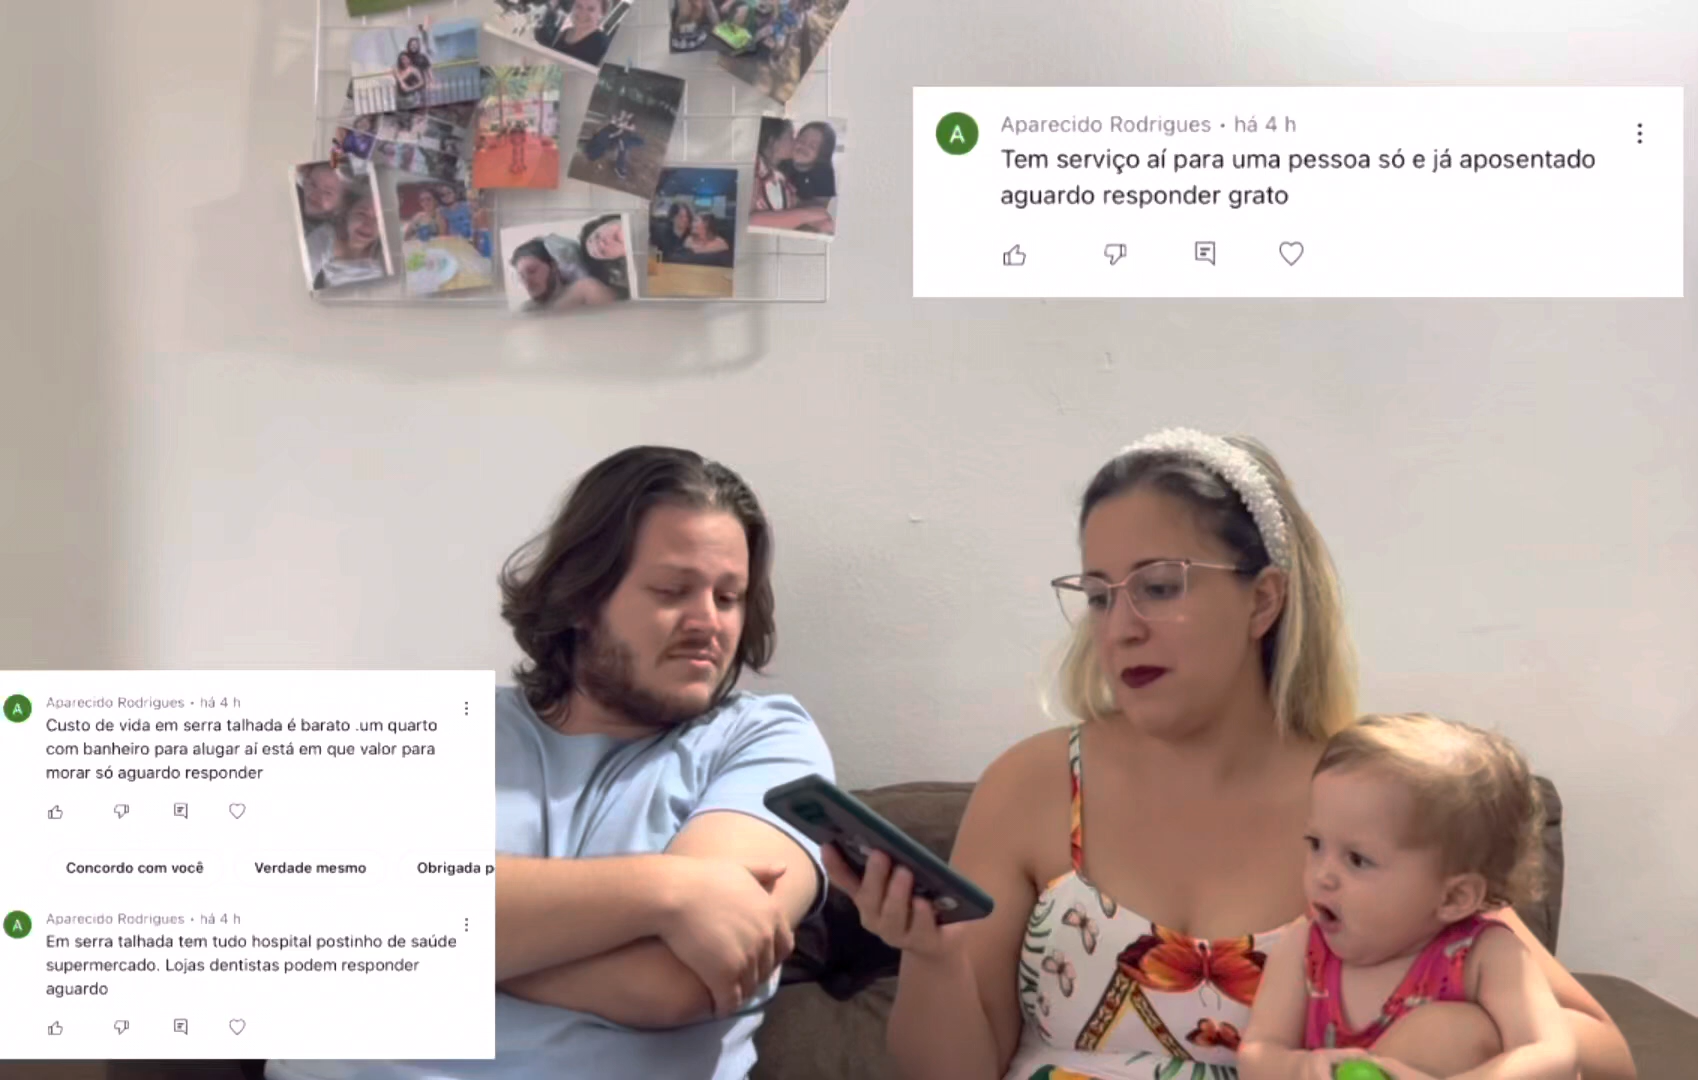 Aparecido Rodrigues • há 4 h
Tem serviço aí para uma pessoa só e já aposentado
aguardo responder grato
Aparecido Rodrigues • há 4 h
Custo de vida em serra talhada é barato .um quarto
com banheiro para alugar aí está em que valor para
morar só aguardo responder
Concordo com você Verdade mesmo Obrigada p
Aparecido Rodrigues • há 4 h
Em serra talhada tem tudo hospital postinho de saúde
supermercado. Lojas dentistas podem responder
aguardo